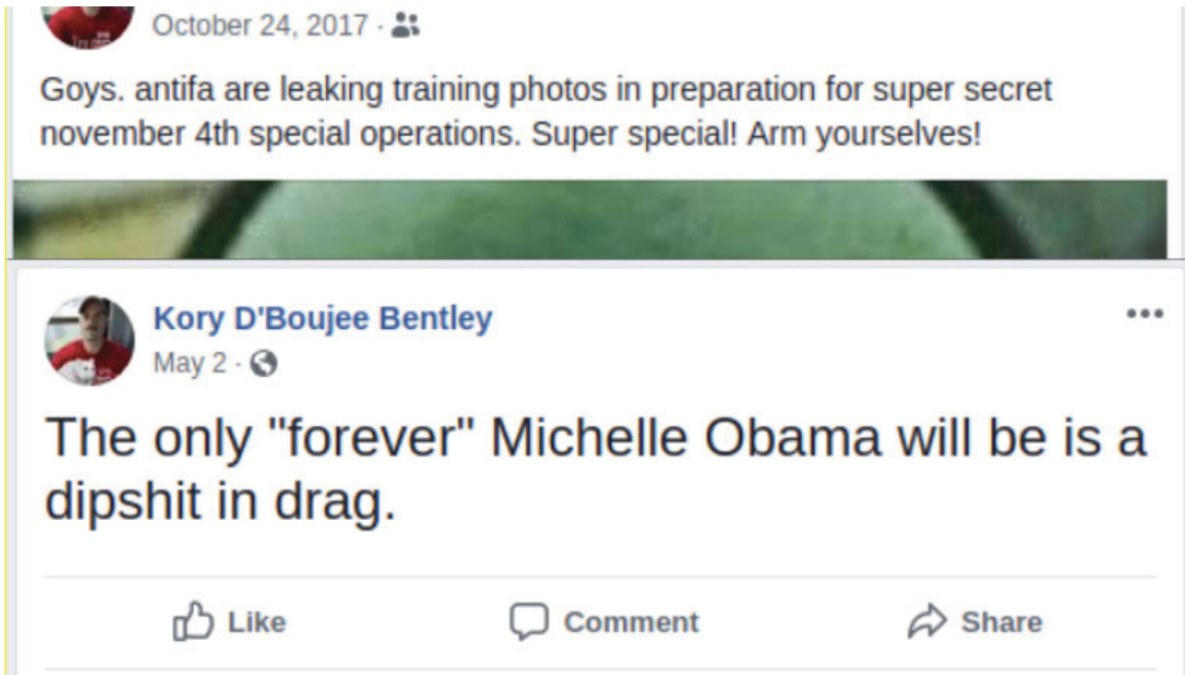 October 24, 2017 ·
Goys. antifa are leaking training photos in preparation for super secret
november 4th special operations. Super special! Arm yourselves!
Kory D'Boujee Bentley
May 2 ·
The only "forever" Michelle Obama will be is a
dipshit in drag.
Like
Comment
Share